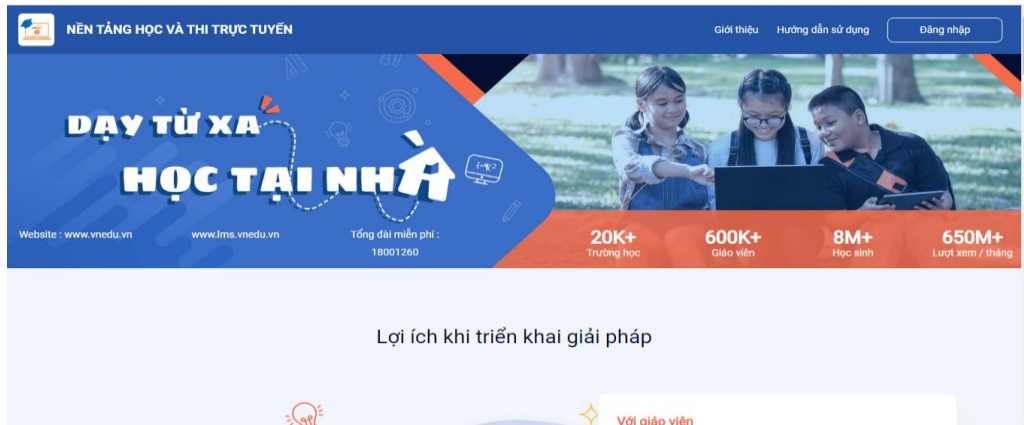 NỀN TẢNG HỌC VÀ THI TRỰC TUYẾN
Giới thiệu
Hướng dẫn sử dụng
Đăng nhập
DẠY TỪ XA
HỌC TẠI NHÀ
E=MC²
Website : www.vnedu.vn
www.lms.vnedu.vn
Tổng đài miễn phí :
18001260
20K+
Trường học
600K+
Giáo viên
8M+
Học sinh
650M+
Lượt xem / tháng
Lợi ích khi triển khai giải pháp
Với giáo viên